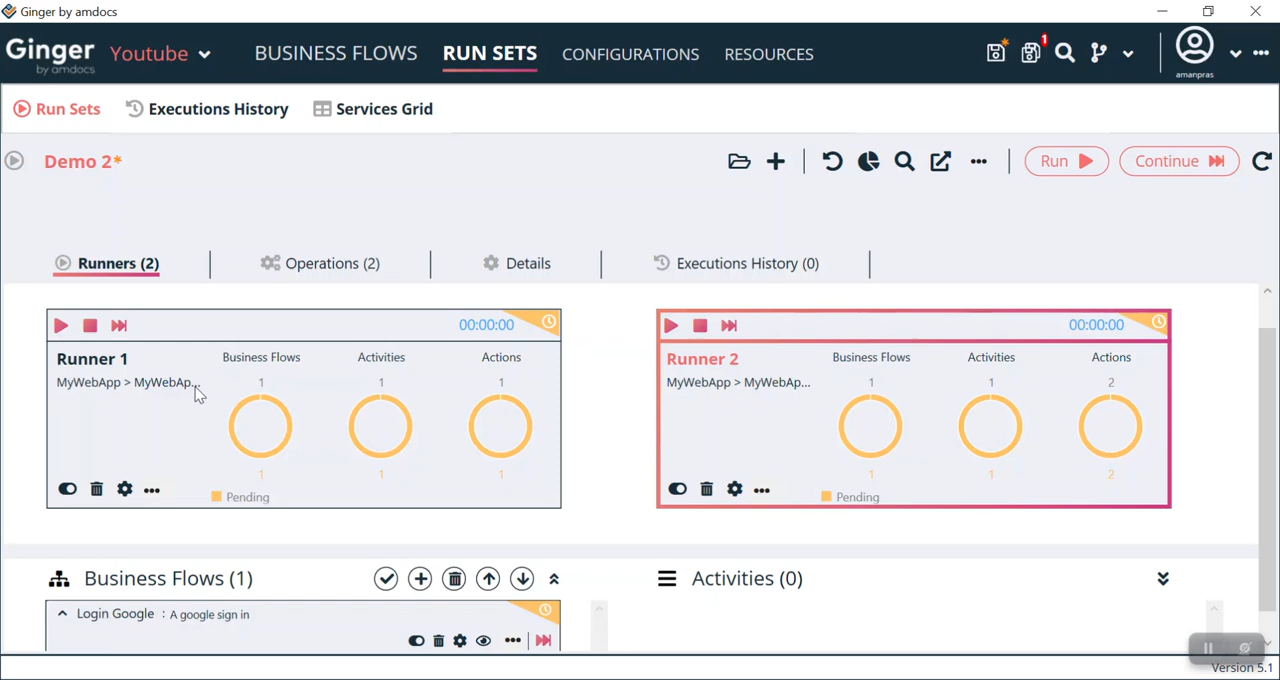 Ginger by amdocs
Ginger by amdocs Youtube BUSINESS FLOWS RUN SETS CONFIGURATIONS RESOURCES 1 amanpras
Run Sets Executions History Services Grid
Demo 2* Run Continue
Runners (2) Operations (2) Details Executions History (0)
00:00:00
Runner 1 Business Flows Activities Actions
MyWebApp > MyWebAp... 1 1 1
1 1 1
Pending
00:00:00
Runner 2 Business Flows Activities Actions
MyWebApp > MyWebAp... 1 1 2
1 1 2
Pending
Business Flows (1)
Activities (0)
Login Google : A google sign in
Version 5.1